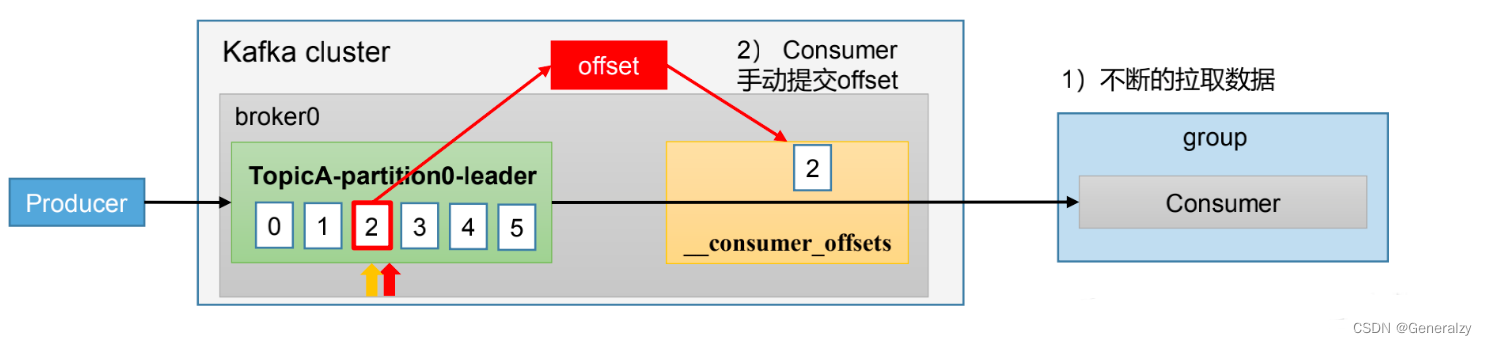 Kafka cluster
offset
2） Consumer
手动提交offset
1）不断的拉取数据
broker0
group
TopicA-partition0-leader
2
Producer
Consumer
0 1 2 3 4 5
__consumer_offsets
CSDN @Generalzy